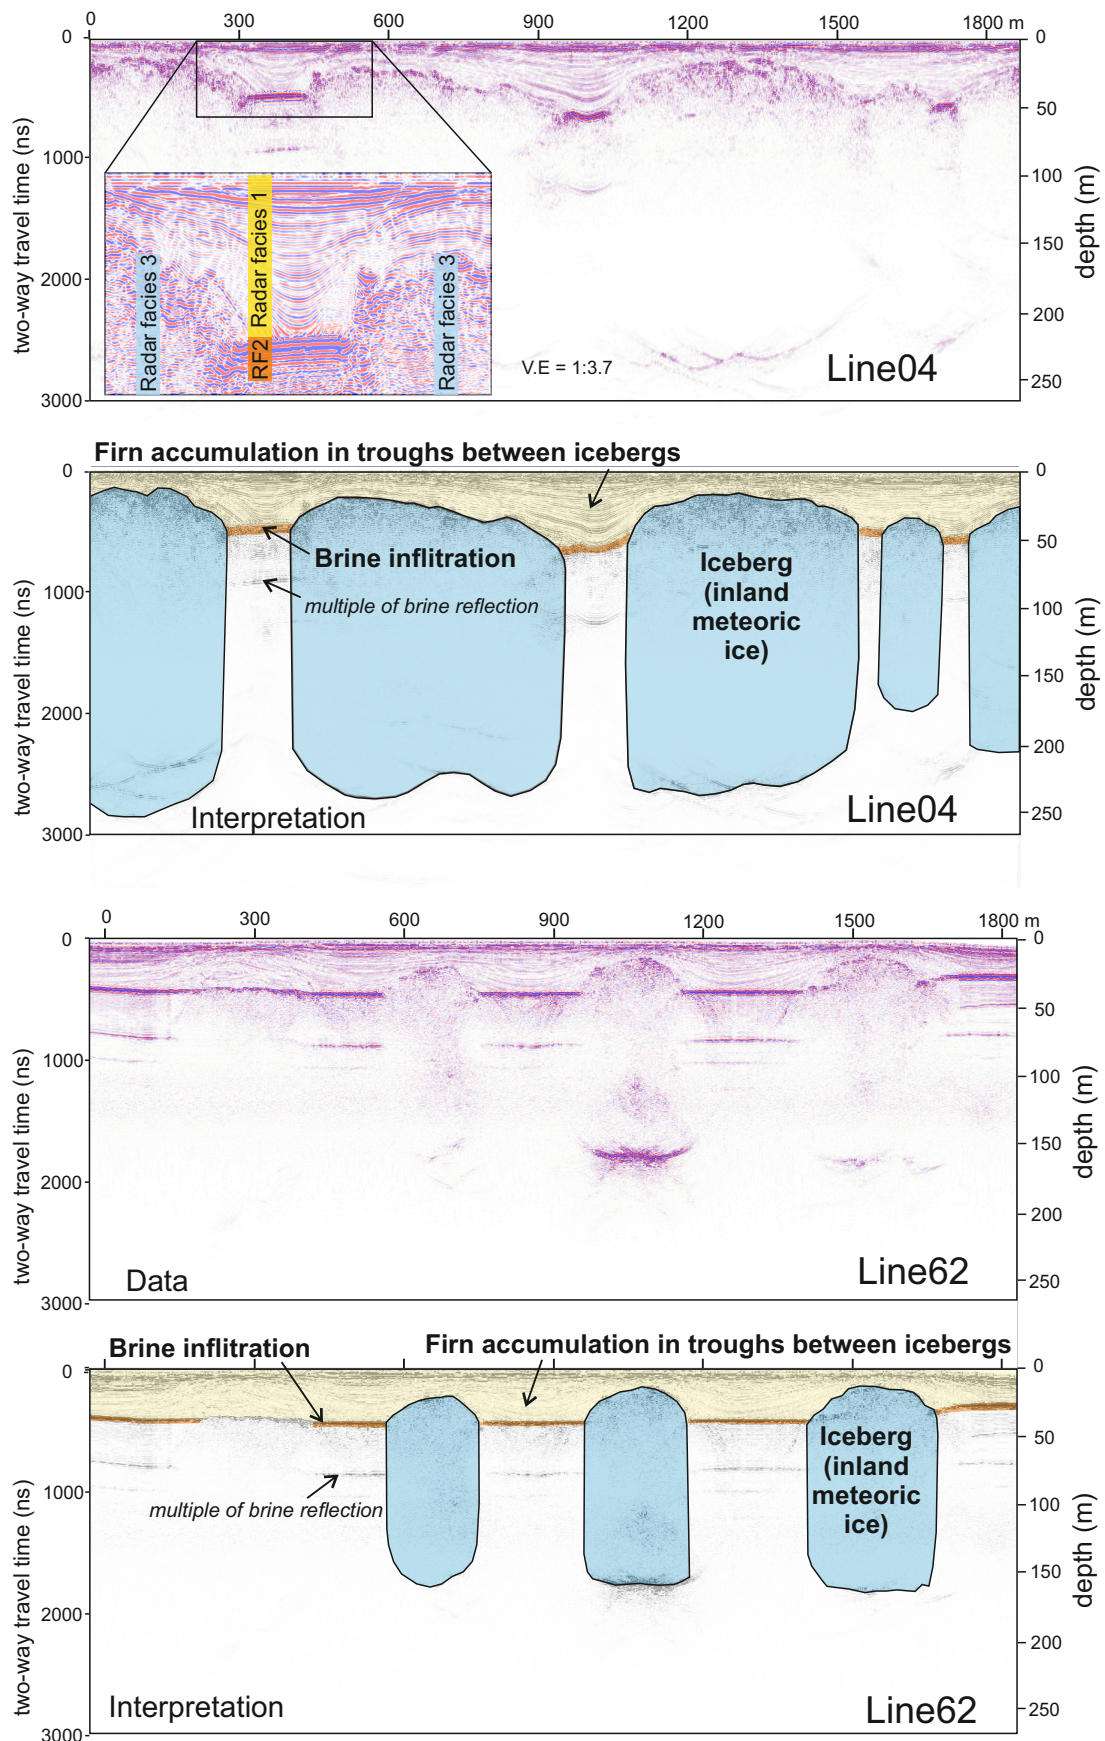 0 300 600 900 1200 1500 1800 m
0 0
50
1000
100
150
2000
200
250
3000
two-way travel time (ns)
depth (m)
Radar facies 3
RF2 Radar facies 1
Radar facies 3
V.E = 1:3.7
Line04
Firn accumulation in troughs between icebergs
0 0
50
1000
100
150
2000
200
250
3000
two-way travel time (ns)
depth (m)
Brine inflitration
multiple of brine reflection
Iceberg
(inland
meteoric
ice)
Interpretation
Line04
0 300 600 900 1200 1500 1800 m
0 0
50
1000
100
150
2000
200
250
3000
two-way travel time (ns)
depth (m)
Data
Line62
Brine inflitration
Firn accumulation in troughs between icebergs
0 0
50
1000
100
150
2000
200
250
3000
two-way travel time (ns)
depth (m)
multiple of brine reflection
Iceberg
(inland
meteoric
ice)
Interpretation
Line62